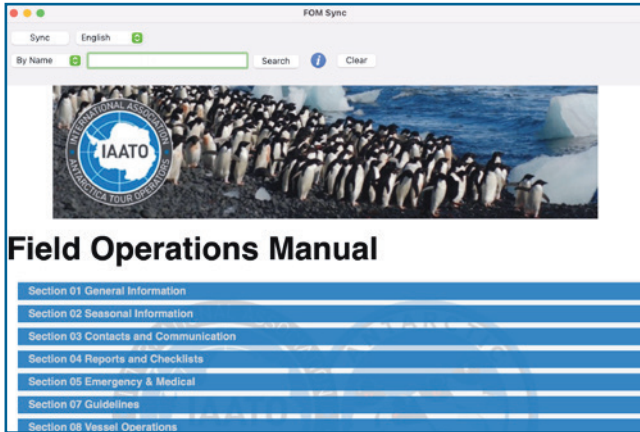 FOM Sync
Sync English
By Name Search i Clear
INTERNATIONAL ASSOCIATION
IAATO
ANTARCTICA TOUR OPERATORS
Field Operations Manual
Section 01 General Information
Section 02 Seasonal Information
Section 03 Contacts and Communication
Section 04 Reports and Checklists
Section 05 Emergency & Medical
Section 07 Guidelines
Section 08 Vessel Operations